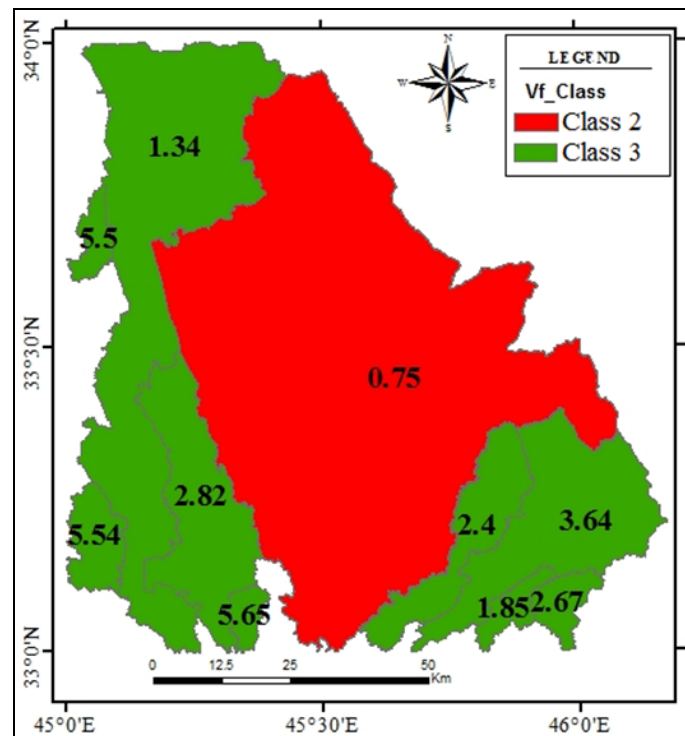 34°0'N
33°30'N
33°0'N
N
W E
S
LEGEND
Vf_Class
Class 2
Class 3
1.34
5.5
0.75
2.82
5.54
5.65
2.4
3.64
1.85
2.67
0 12.5 25 50
Km
45°0'E 45°30'E 46°0'E